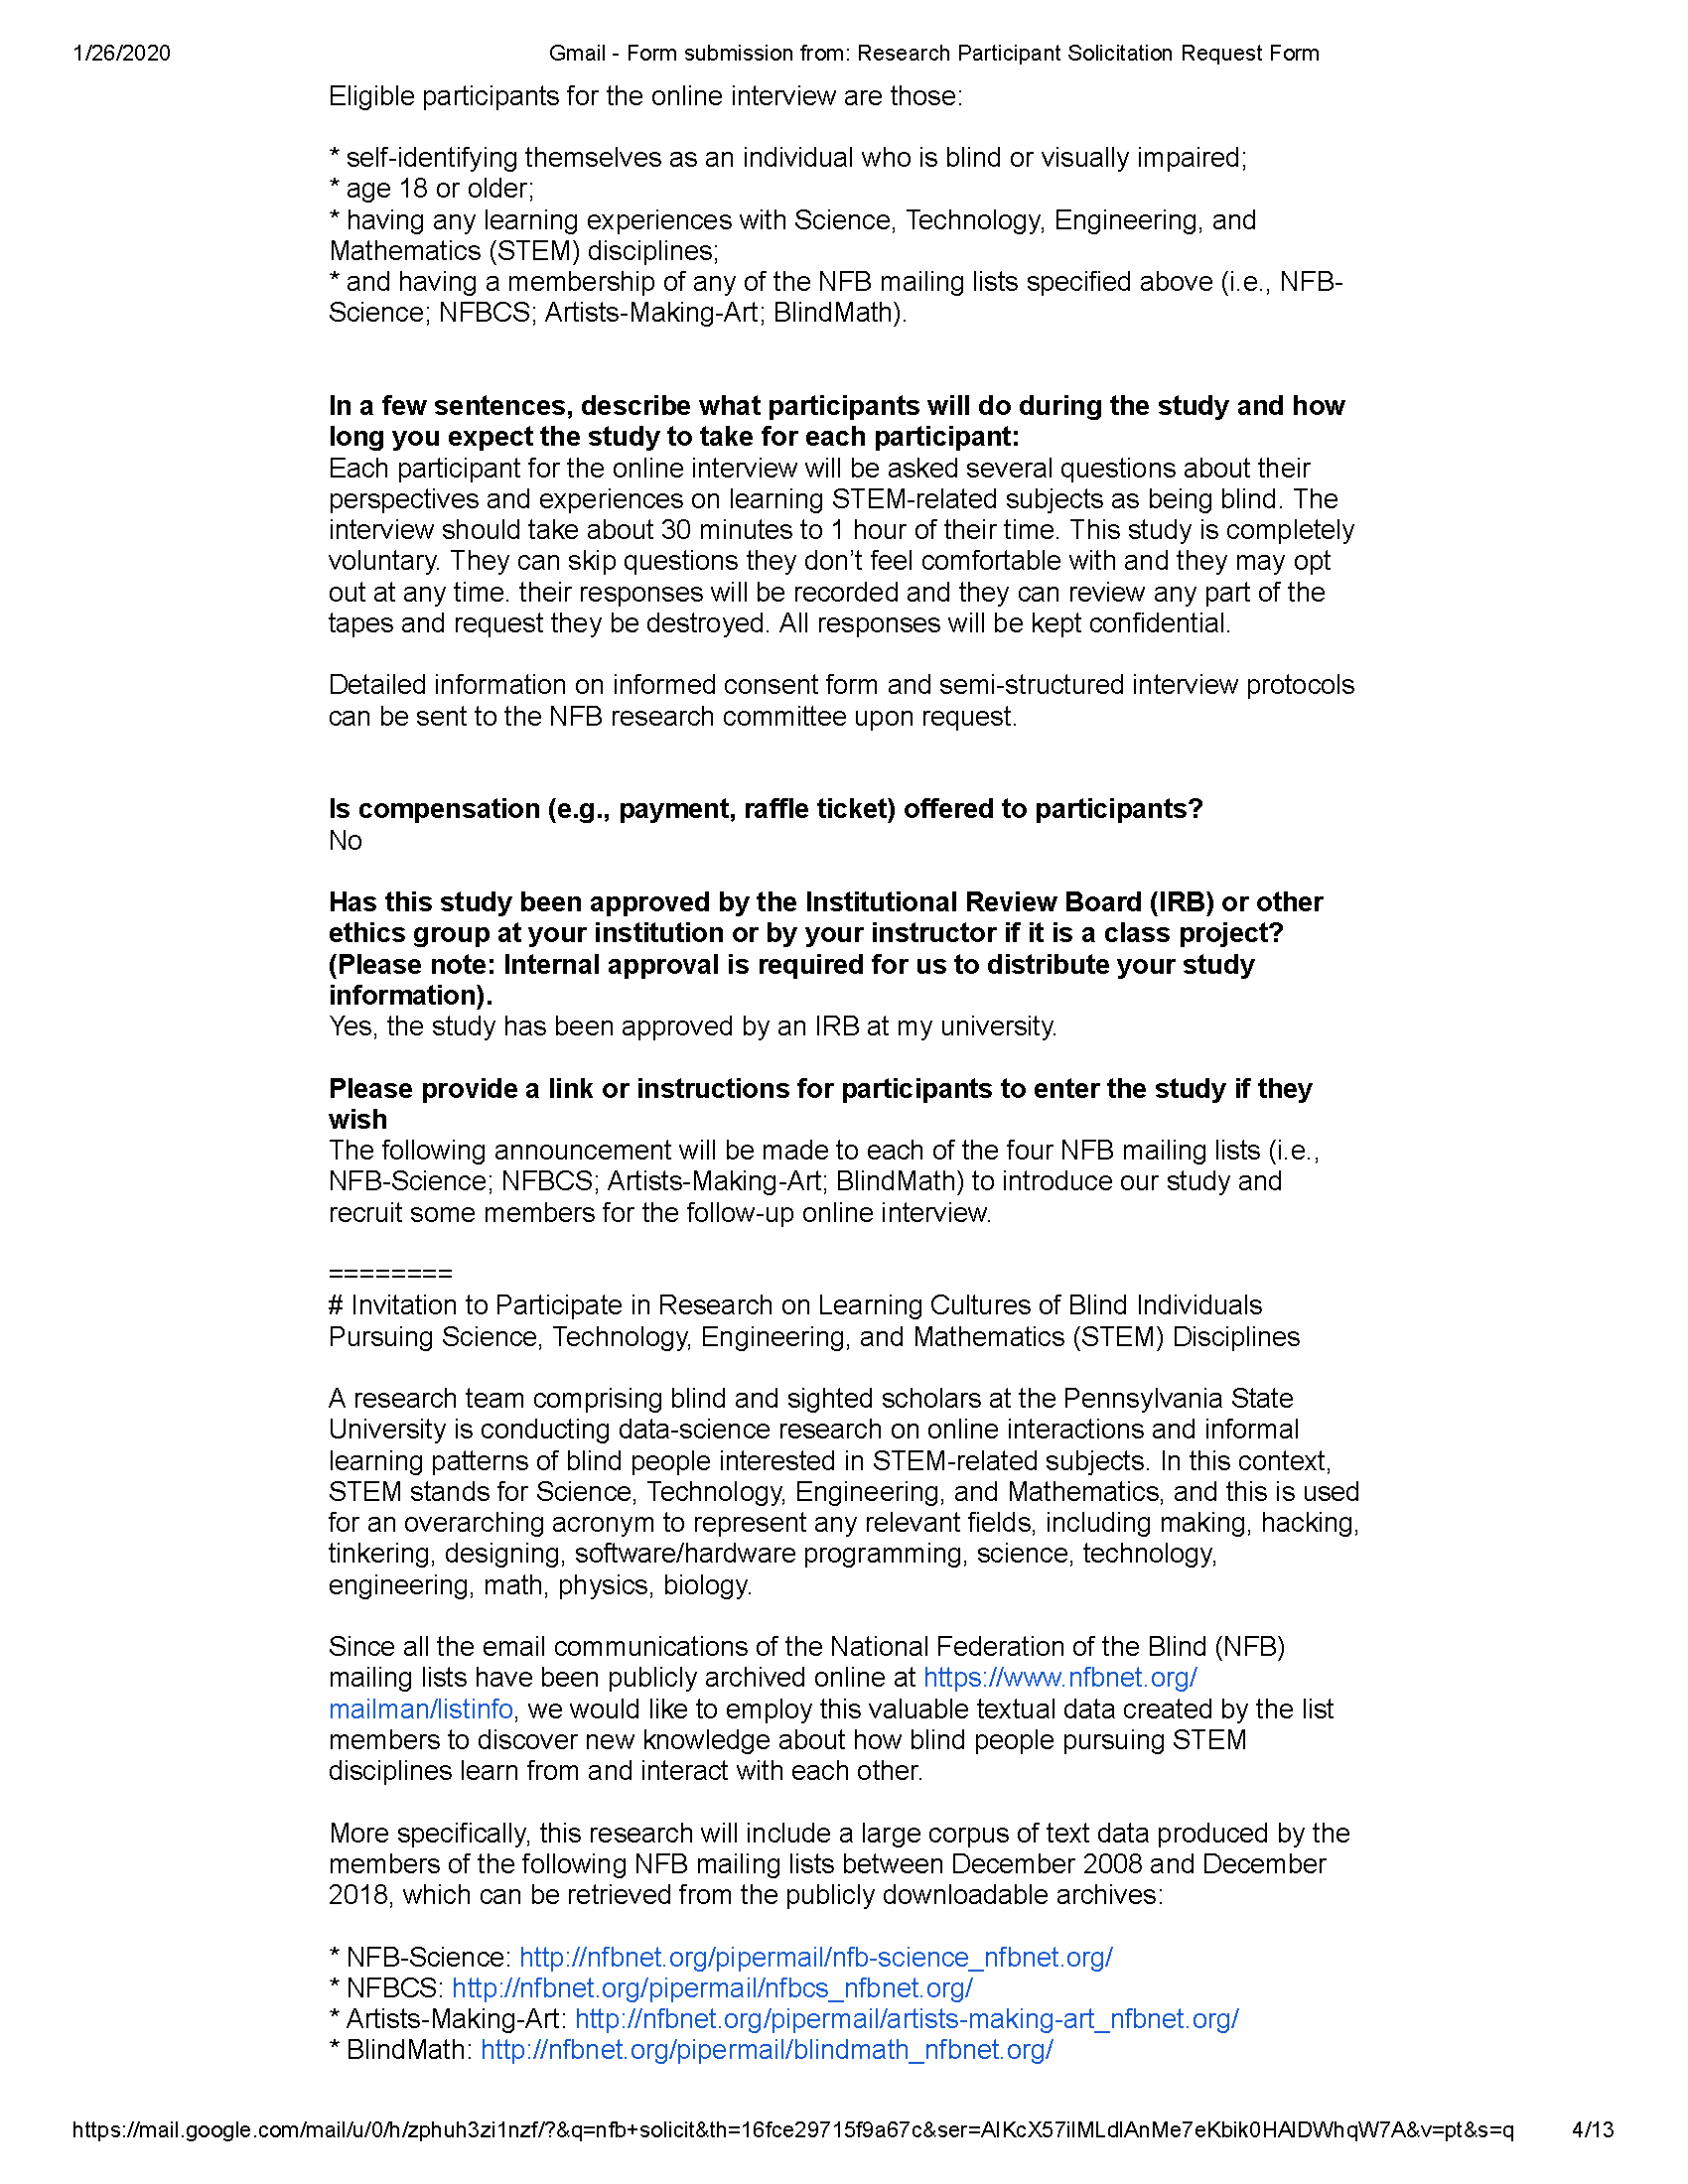 1/26/2020 Gmail - Form submission from: Research Participant Solicitation Request Form
Eligible participants for the online interview are those:
* self-identifying themselves as an individual who is blind or visually impaired;
* age 18 or older;
* having any learning experiences with Science, Technology, Engineering, and
Mathematics (STEM) disciplines;
* and having a membership of any of the NFB mailing lists specified above (i.e., NFB-
Science; NFBCS; Artists-Making-Art; BlindMath).
In a few sentences, describe what participants will do during the study and how
long you expect the study to take for each participant:
Each participant for the online interview will be asked several questions about their
perspectives and experiences on learning STEM-related subjects as being blind. The
interview should take about 30 minutes to 1 hour of their time. This study is completely
voluntary. They can skip questions they don’t feel comfortable with and they may opt
out at any time. their responses will be recorded and they can review any part of the
tapes and request they be destroyed. All responses will be kept confidential.
Detailed information on informed consent form and semi-structured interview protocols
can be sent to the NFB research committee upon request.
Is compensation (e.g., payment, raffle ticket) offered to participants?
No
Has this study been approved by the Institutional Review Board (IRB) or other
ethics group at your institution or by your instructor if it is a class project?
(Please note: Internal approval is required for us to distribute your study
information).
Yes, the study has been approved by an IRB at my university.
Please provide a link or instructions for participants to enter the study if they
wish
The following announcement will be made to each of the four NFB mailing lists (i.e.,
NFB-Science; NFBCS; Artists-Making-Art; BlindMath) to introduce our study and
recruit some members for the follow-up online interview.
========
# Invitation to Participate in Research on Learning Cultures of Blind Individuals
Pursuing Science, Technology, Engineering, and Mathematics (STEM) Disciplines
A research team comprising blind and sighted scholars at the Pennsylvania State
University is conducting data-science research on online interactions and informal
learning patterns of blind people interested in STEM-related subjects. In this context,
STEM stands for Science, Technology, Engineering, and Mathematics, and this is used
for an overarching acronym to represent any relevant fields, including making, hacking,
tinkering, designing, software/hardware programming, science, technology,
engineering, math, physics, biology.
Since all the email communications of the National Federation of the Blind (NFB)
mailing lists have been publicly archived online at https://www.nfbnet.org/
mailman/listinfo, we would like to employ this valuable textual data created by the list
members to discover new knowledge about how blind people pursuing STEM
disciplines learn from and interact with each other.
More specifically, this research will include a large corpus of text data produced by the
members of the following NFB mailing lists between December 2008 and December
2018, which can be retrieved from the publicly downloadable archives:
* NFB-Science: http://nfbnet.org/pipermail/nfb-science_nfbnet.org/
* NFBCS: http://nfbnet.org/pipermail/nfbcs_nfbnet.org/
* Artists-Making-Art: http://nfbnet.org/pipermail/artists-making-art_nfbnet.org/
* BlindMath: http://nfbnet.org/pipermail/blindmath_nfbnet.org/
https://mail.google.com/mail/u/0/h/zphuh3zi1nzf/?&q=nfb+solicit&th=16fce29715f9a67c&ser=AIKcX57iIMLdIAnMe7eKbik0HAIDWhqW7A&v=pt&s=q 4/13